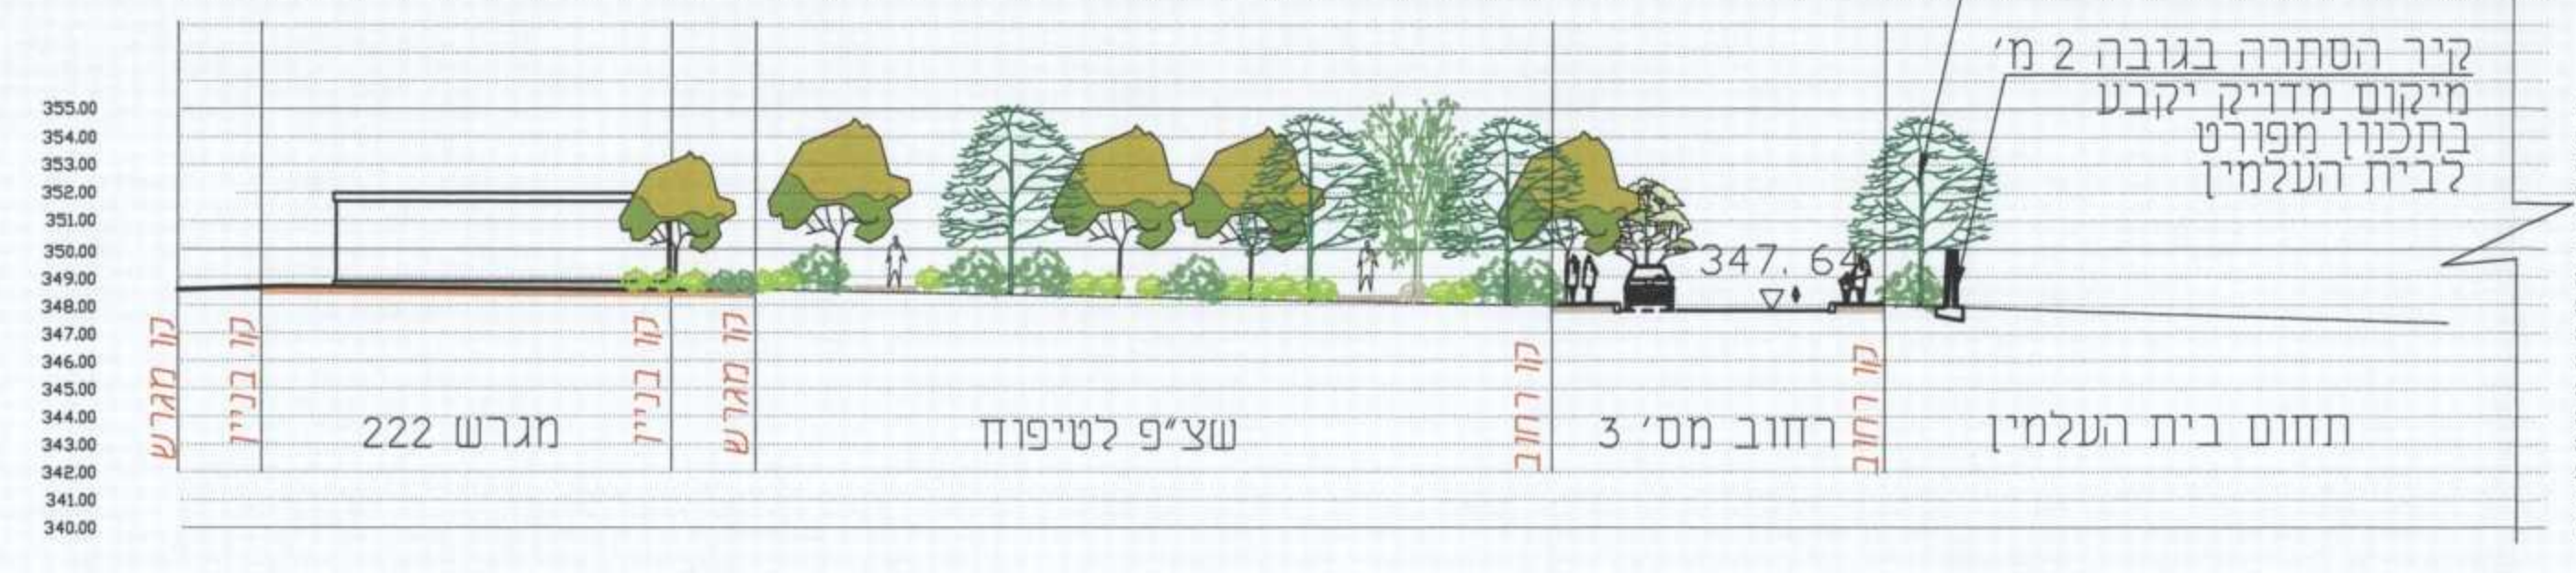 קיר הסתרה בגובה 2 מ'
מיקום מדויק יקבע
בתכנון מפורט
לבית העלמין
355.00
354.00
353.00
352.00
351.00
350.00
349.00
348.00
347.00
346.00
345.00
344.00
343.00
342.00
341.00
340.00
347.64
קו מגרש
קו בניין
קו בניין
קו מגרש
קו רחוב
קו רחוב
מגרש 222
שצ"פ לטיפוח
רחוב מס' 3
תחום בית העלמין